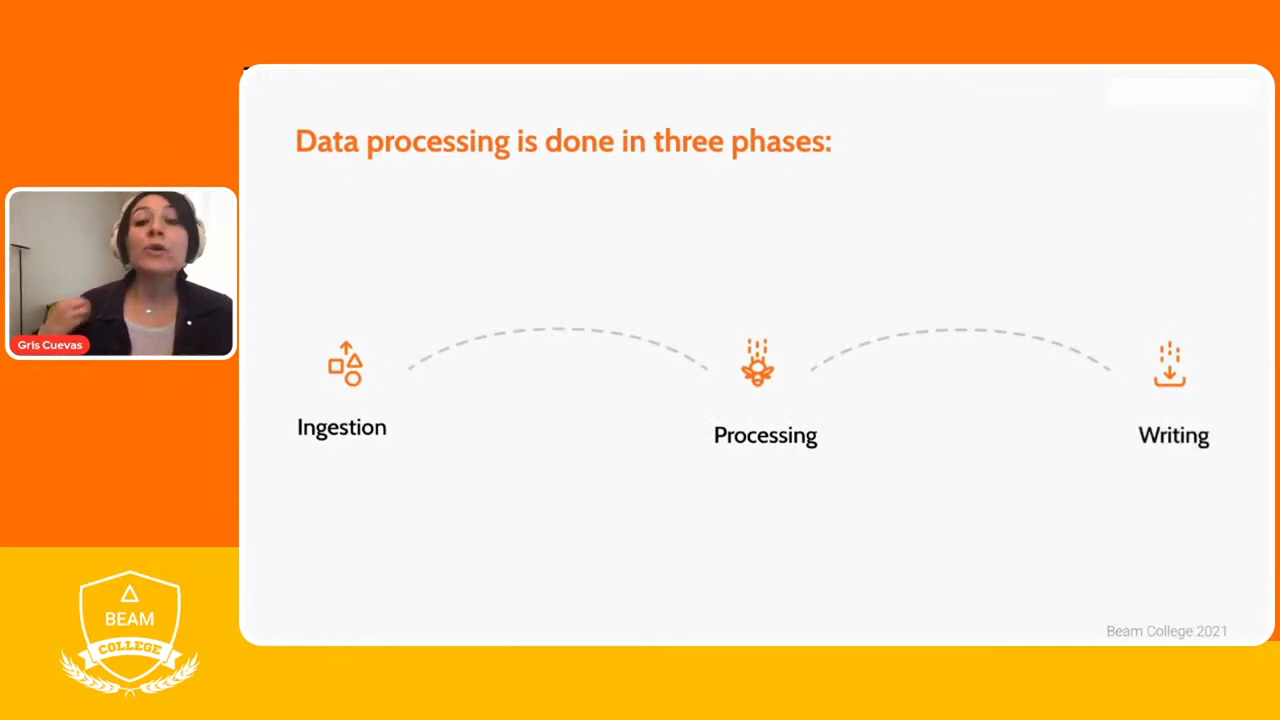 Data processing is done in three phases:
Gris Cuevas
Ingestion
Processing
Writing
BEAM
COLLEGE
Beam College 2021